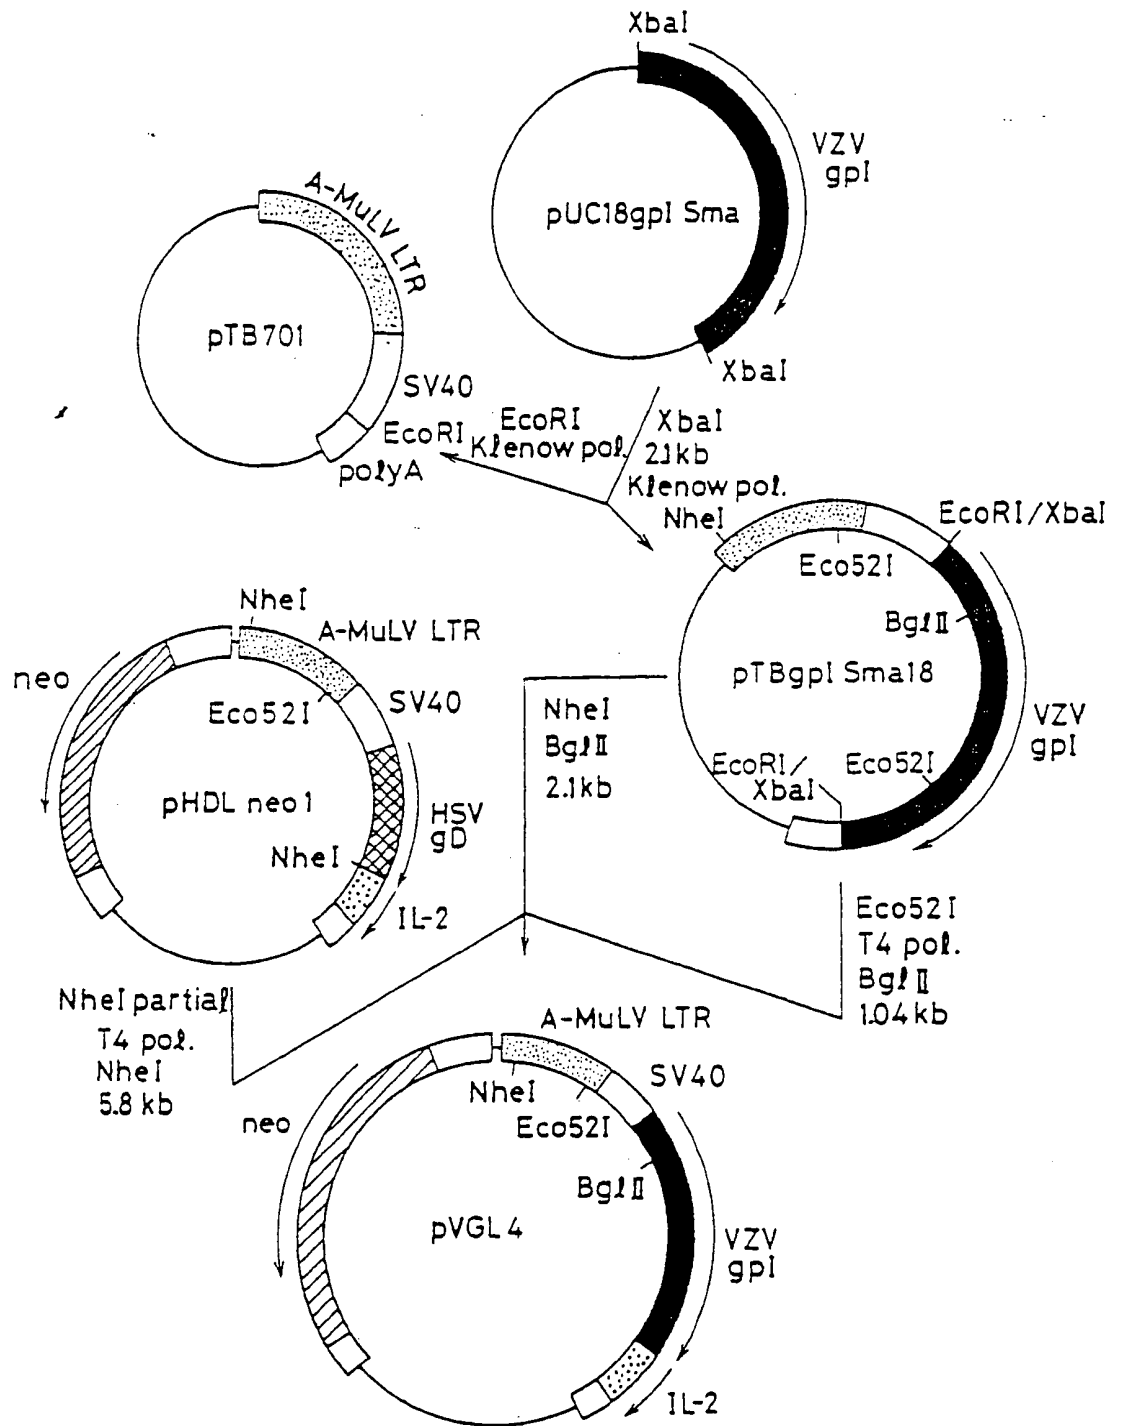 XbaI
VZV
gpI
pUC18gpI Sma
XbaI
A-MuLV LTR
pTB701
SV40
EcoRI
polyA
EcoRI
Klenow pol.
XbaI
2.1kb
Klenow pol.
NheI
EcoRI/XbaI
Eco52I
BglII
pTBgpI Sma18
VZV
gpI
Eco52I
EcoRI/
XbaI
NheI
A-MuLV LTR
neo
Eco52I
SV40
pHDL neo1
HSV
gD
NheI
IL-2
NheI
BglII
2.1kb
Eco52I
T4 pol.
BglII
1.04kb
NheI partial
T4 pol.
NheI
5.8 kb
A-MuLV LTR
SV40
NheI
Eco52I
neo
BglII
pVGL4
VZV
gpI
IL-2